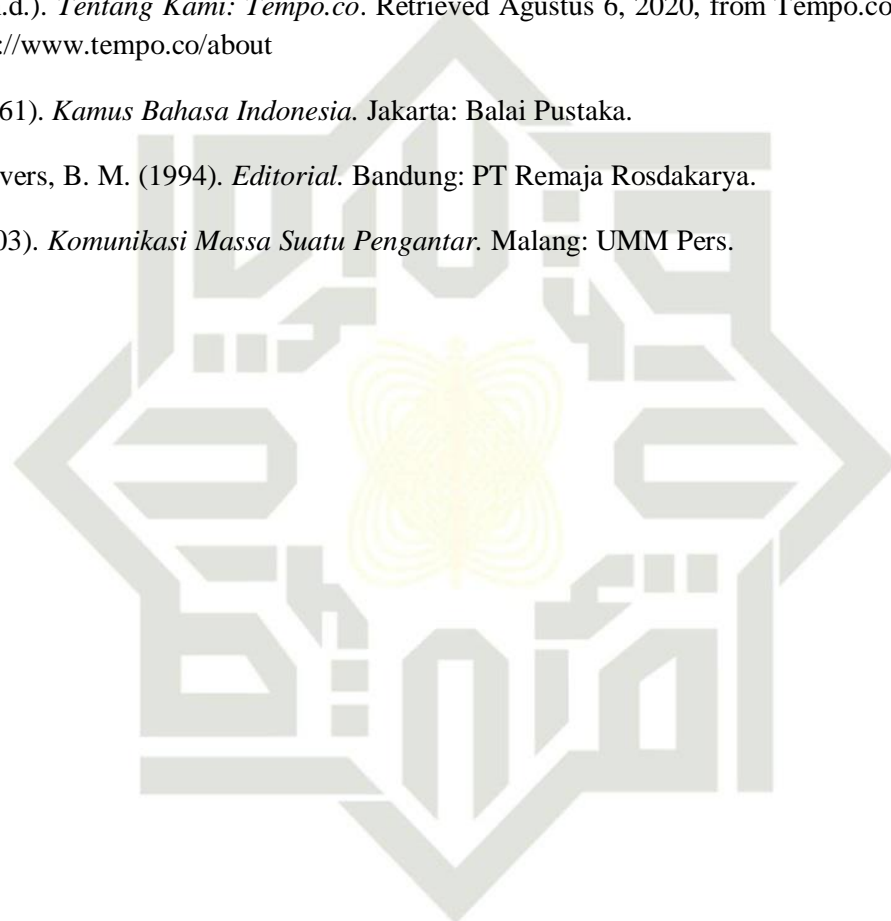 .d.). Tentang Kami: Tempo.co. Retrieved Agustus 6, 2020, from Tempo.co
://www.tempo.co/about
61). Kamus Bahasa Indonesia. Jakarta: Balai Pustaka.
vers, B. M. (1994). Editorial. Bandung: PT Remaja Rosdakarya.
03). Komunikasi Massa Suatu Pengantar. Malang: UMM Pers.